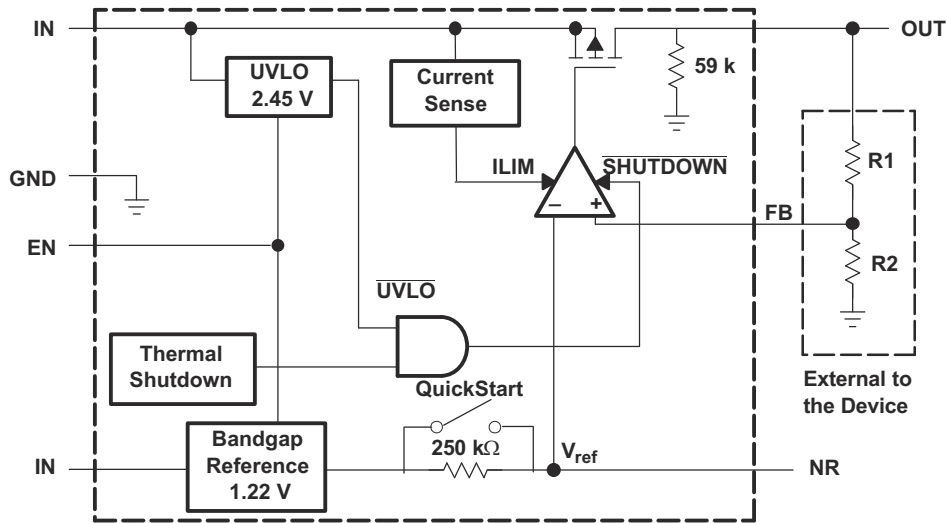 IN
OUT
UVLO
2.45 V
Current
Sense
59 k
GND
ILIM
SHUTDOWN
R1
− +
FB
EN
R2
UVLO
Thermal
Shutdown
QuickStart
External to
the Device
IN
Bandgap
Reference
1.22 V
250 kΩ
Vref
NR